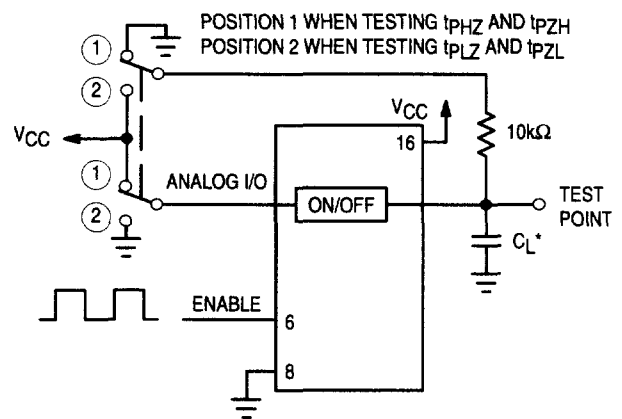 POSITION 1 WHEN TESTING tPHZ AND tPZH
POSITION 2 WHEN TESTING tPLZ AND tPZL
1
2
VCC
VCC
16
10kΩ
1
ANALOG I/O
ON/OFF
TEST
POINT
2
CL*
ENABLE
6
8